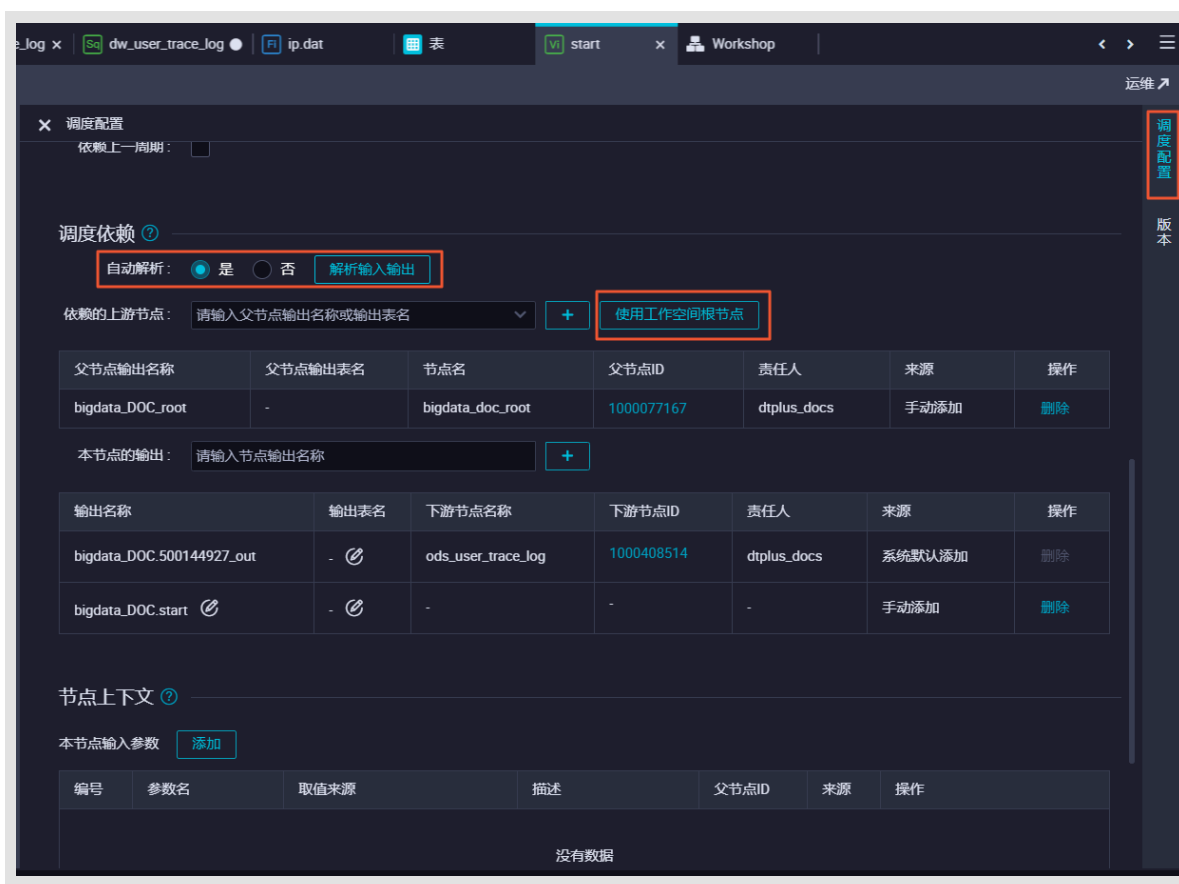 e_log × Sq dw_user_trace_log Fi ip.dat 表 Vi start × Workshop
运维
× 调度配置
调度配置
依赖上一周期：
版本
调度依赖 ?
自动解析： 是 否 解析输入输出
依赖的上游节点： 请输入父节点输出名称或输出表名 + 使用工作空间根节点
父节点输出名称 父节点输出表名 节点名 父节点ID 责任人 来源 操作
bigdata_DOC_root - bigdata_doc_root 1000077167 dtplus_docs 手动添加 删除
本节点的输出： 请输入节点输出名称 +
输出名称 输出表名 下游节点名称 下游节点ID 责任人 来源 操作
bigdata_DOC.500144927_out - ods_user_trace_log 1000408514 dtplus_docs 系统默认添加 删除
bigdata_DOC.start - - - - 手动添加 删除
节点上下文 ?
本节点输入参数 添加
编号 参数名 取值来源 描述 父节点ID 来源 操作
没有数据